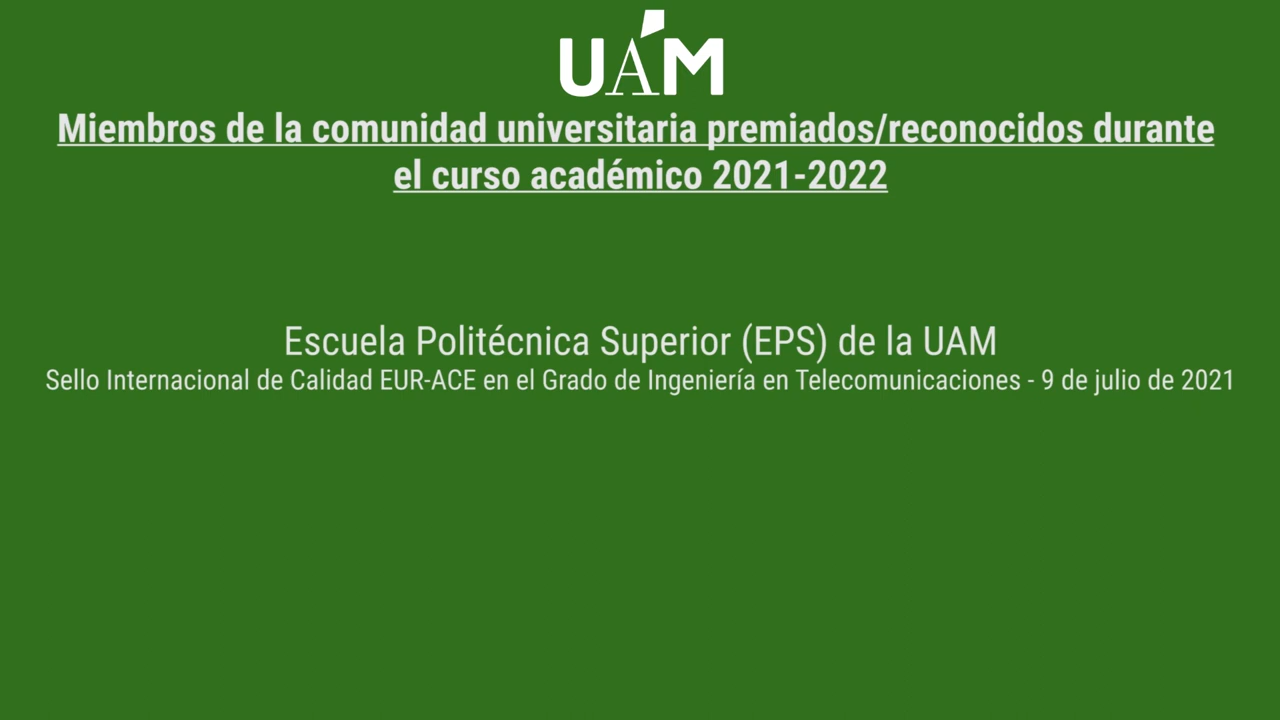 UAM
Miembros de la comunidad universitaria premiados/reconocidos durante
el curso académico 2021-2022
Escuela Politécnica Superior (EPS) de la UAM
Sello Internacional de Calidad EUR-ACE en el Grado de Ingeniería en Telecomunicaciones - 9 de julio de 2021